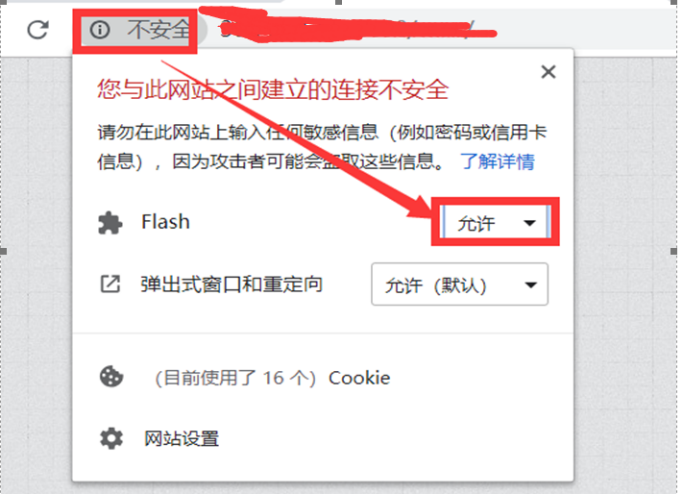 不安全
您与此网站之间建立的连接不安全
请勿在此网站上输入任何敏感信息（例如密码或信用卡
信息），因为攻击者可能会盗取这些信息。 了解详情
Flash 允许
弹出式窗口和重定向 允许（默认）
（目前使用了 16 个） Cookie
网站设置